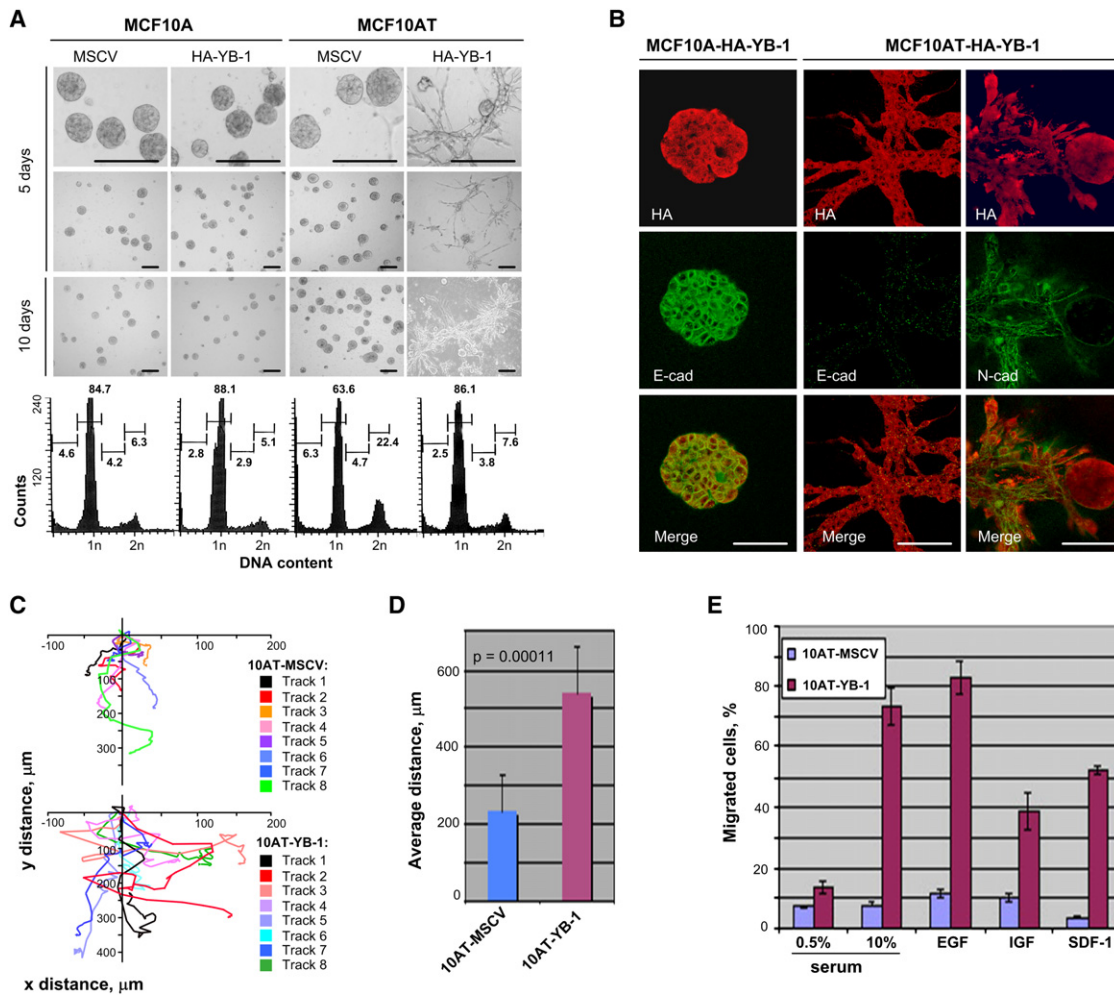 A
MCF10A
MCF10AT
MSCV
HA-YB-1
MSCV
HA-YB-1
5 days
10 days
84.7
88.1
63.6
86.1
240
120
4.6
6.3
4.2
2.8
5.1
2.9
6.3
22.4
4.7
2.5
7.6
3.8
Counts
1n 2n 1n 2n 1n 2n 1n 2n
DNA content
B
MCF10A-HA-YB-1
MCF10AT-HA-YB-1
HA
HA
HA
E-cad
E-cad
N-cad
Merge
Merge
Merge
C
-100
100
200
100
200
300
10AT-MSCV:
Track 1
Track 2
Track 3
Track 4
Track 5
Track 6
Track 7
Track 8
-100
100
200
100
200
300
400
10AT-YB-1:
Track 1
Track 2
Track 3
Track 4
Track 5
Track 6
Track 7
Track 8
y distance, μm
x distance, μm
D
p = 0.00011
600
400
200
0
Average distance, μm
10AT-MSCV
10AT-YB-1
E
10AT-MSCV
10AT-YB-1
100
80
60
40
20
10
0
Migrated cells, %
0.5% 10% EGF IGF SDF-1
serum